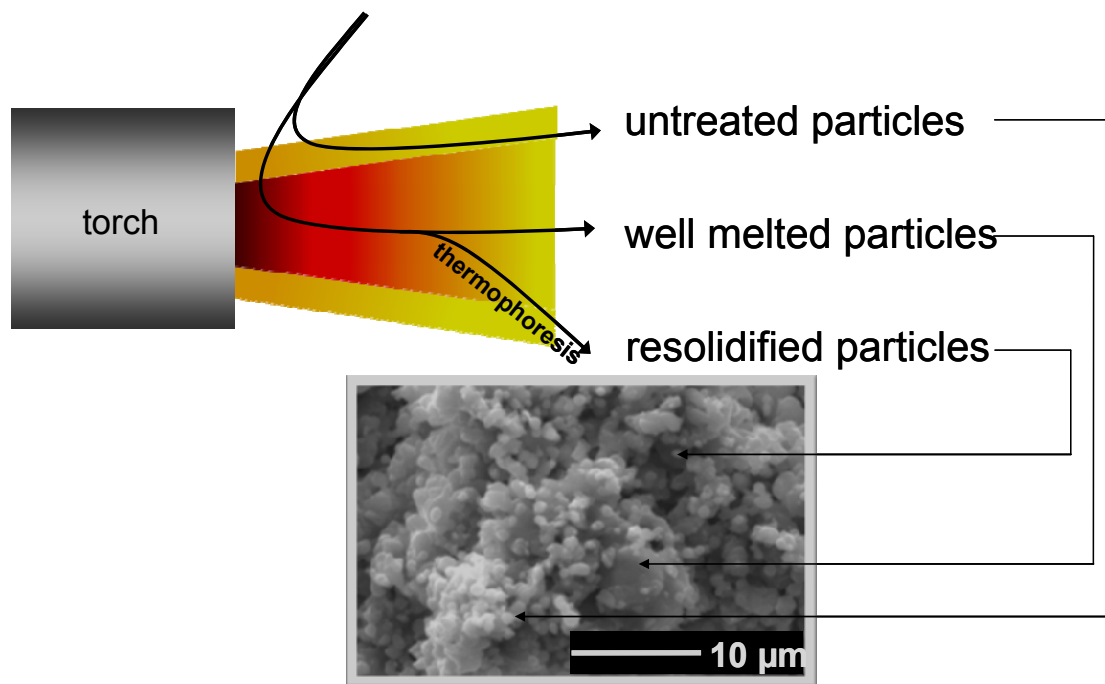 untreated particles
torch
well melted particles
thermophoresis
resolidified particles
10 µm